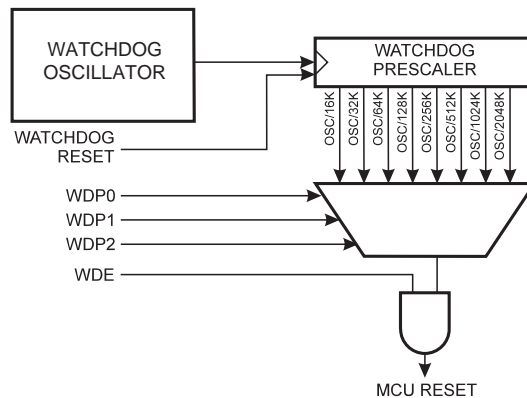 WATCHDOG
OSCILLATOR
WATCHDOG
PRESCALER
OSC/16K
OSC/32K
OSC/64K
OSC/128K
OSC/256K
OSC/512K
OSC/1024K
OSC/2048K
WATCHDOG
RESET
WDP0
WDP1
WDP2
WDE
MCU RESET